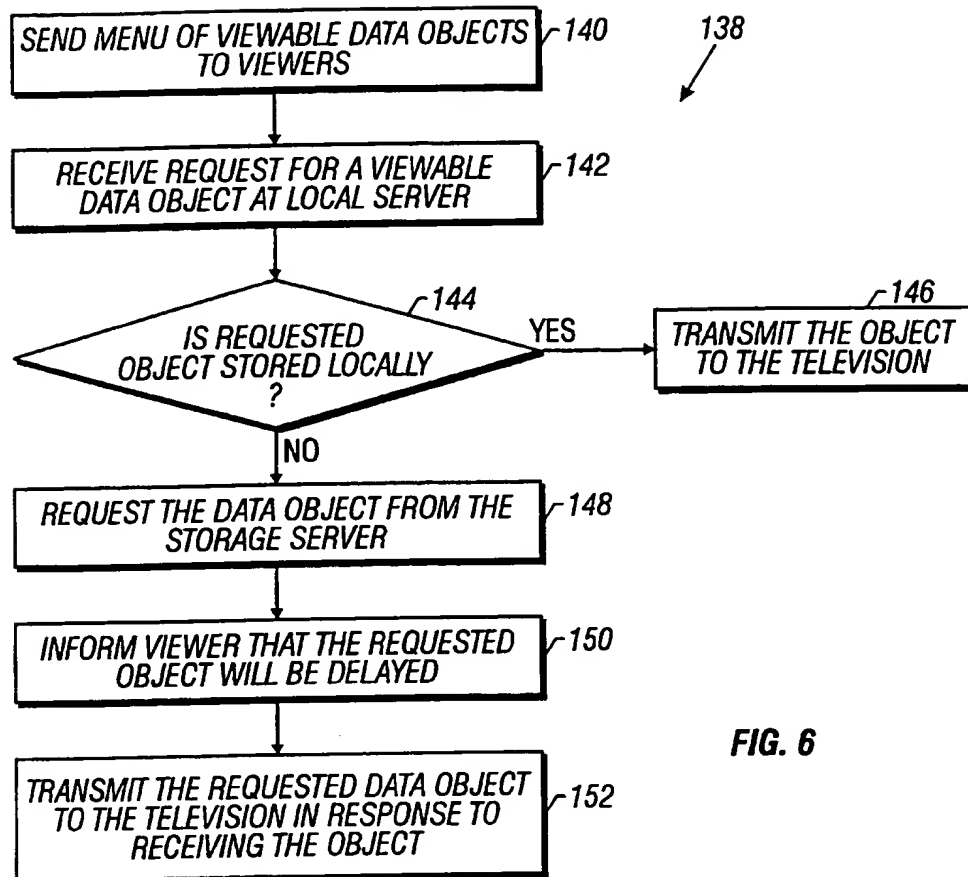 SEND MENU OF VIEWABLE DATA OBJECTS
TO VIEWERS
140
138
RECEIVE REQUEST FOR A VIEWABLE
DATA OBJECT AT LOCAL SERVER
142
144
IS REQUESTED
OBJECT STORED LOCALLY
?
YES
146
TRANSMIT THE OBJECT
TO THE TELEVISION
NO
REQUEST THE DATA OBJECT FROM THE
STORAGE SERVER
148
INFORM VIEWER THAT THE REQUESTED
OBJECT WILL BE DELAYED
150
TRANSMIT THE REQUESTED DATA OBJECT
TO THE TELEVISION IN RESPONSE TO
RECEIVING THE OBJECT
152
FIG. 6